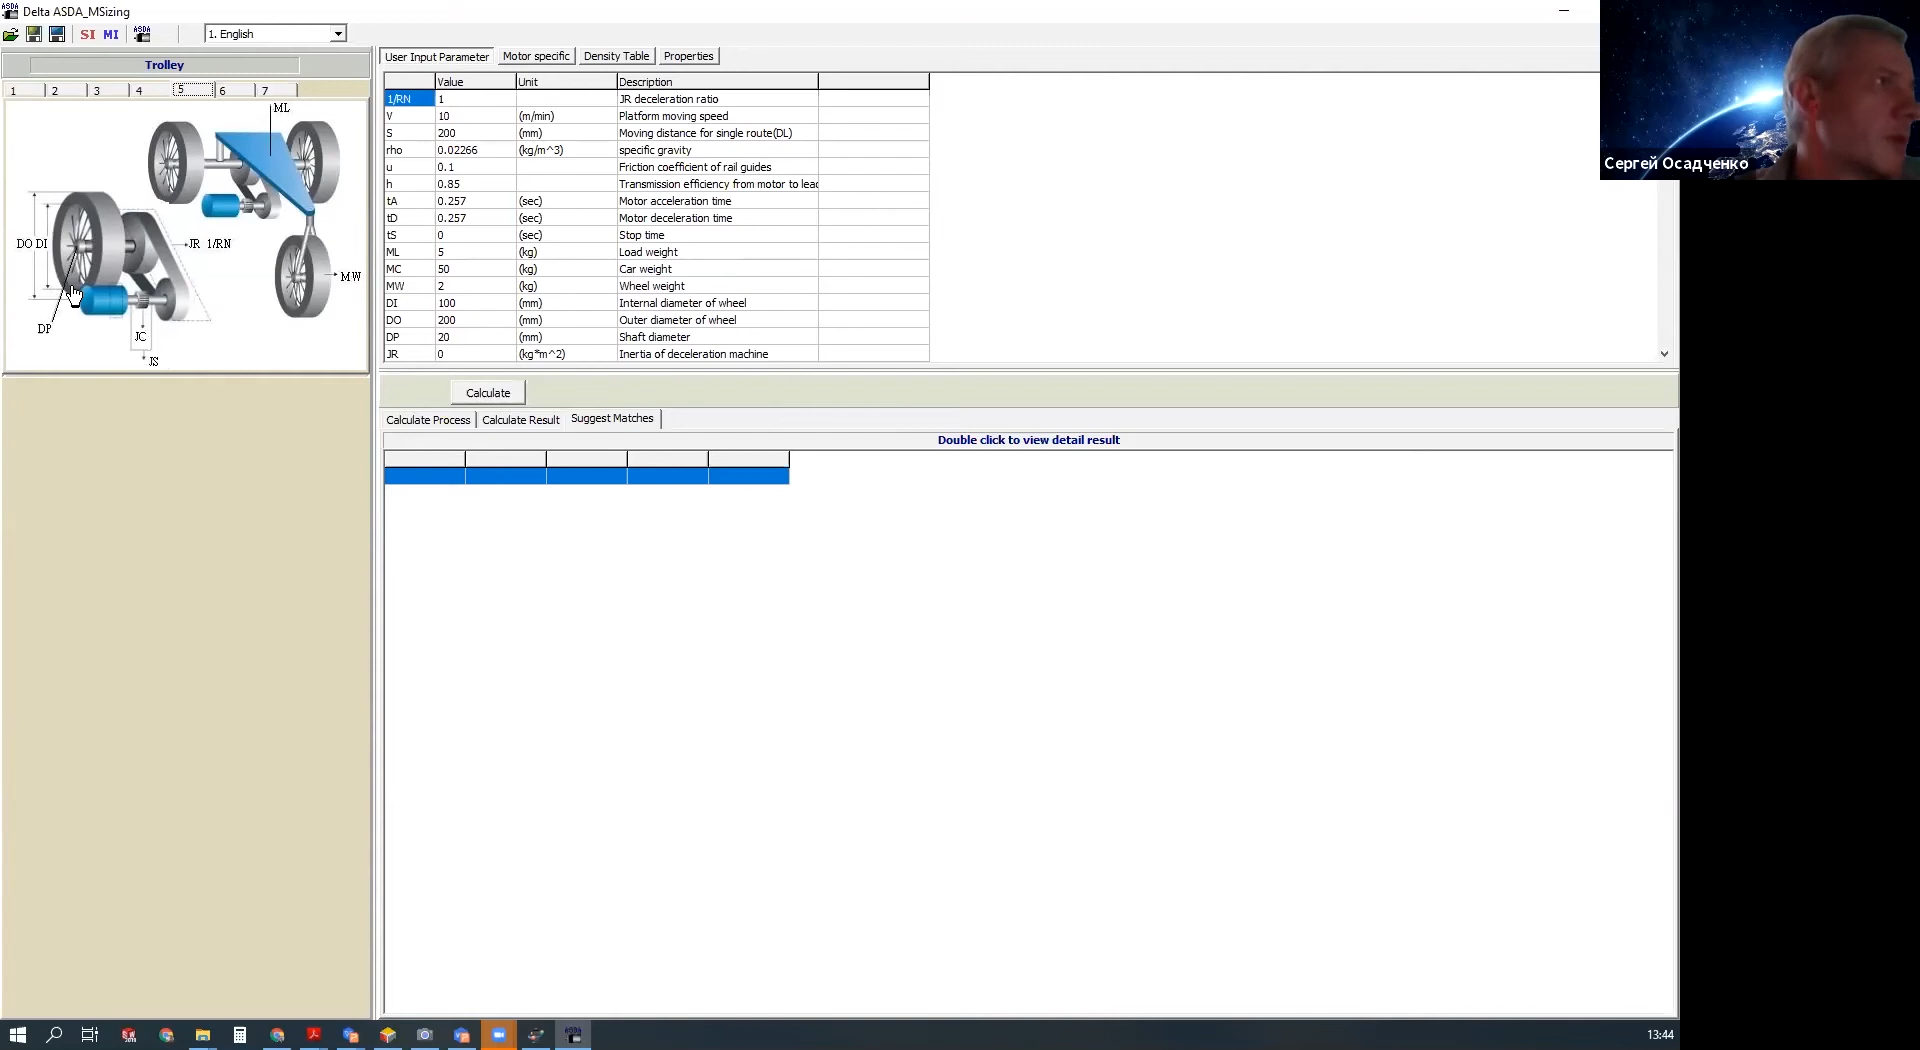 Delta ASDA_MSizing
SI MI ASDA 1. English
Trolley
1 2 3 4 5 6 7
ML
DO DI
JR 1/RN
MW
DP
JC
JS
User Input Parameter Motor specific Density Table Properties
Value Unit Description
1/RN 1 JR deceleration ratio
V 10 (m/min) Platform moving speed
S 200 (mm) Moving distance for single route(DL)
rho 0.02266 (kg/m^3) specific gravity
u 0.1 Friction coefficient of rail guides
h 0.85 Transmission efficiency from motor to lead
tA 0.257 (sec) Motor acceleration time
tD 0.257 (sec) Motor deceleration time
tS 0 (sec) Stop time
ML 5 (kg) Load weight
MC 50 (kg) Car weight
MW 2 (kg) Wheel weight
DI 100 (mm) Internal diameter of wheel
DO 200 (mm) Outer diameter of wheel
DP 20 (mm) Shaft diameter
JR 0 (kg*m^2) Inertia of deceleration machine
Calculate
Calculate Process Calculate Result Suggest Matches
Double click to view detail result
Сергей Осадченко
ASDA
13:44